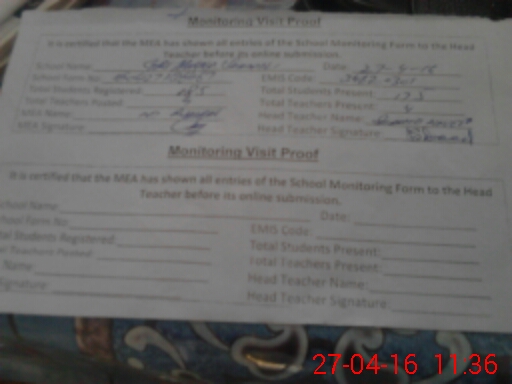 Monitoring Visit Proof
It is certified that the MEA has shown all entries of the School Monitoring Form to the Head
Teacher before its online submission.
School Name: Date: 27-4-16
School Form No: EMIS Code:
Total Students Registered: Total Students Present:
Total Teachers Posted: Total Teachers Present:
MEA Name: Head Teacher Name:
MEA Signature: Head Teacher Signature:
Monitoring Visit Proof
It is certified that the MEA has shown all entries of the School Monitoring Form to the Head
Teacher before its online submission.
School Name: Date:
School Form No: EMIS Code:
Total Students Registered: Total Students Present:
Total Teachers Posted: Total Teachers Present:
Name: Head Teacher Name:
Signature: Head Teacher Signature:
27-04-16 11:36